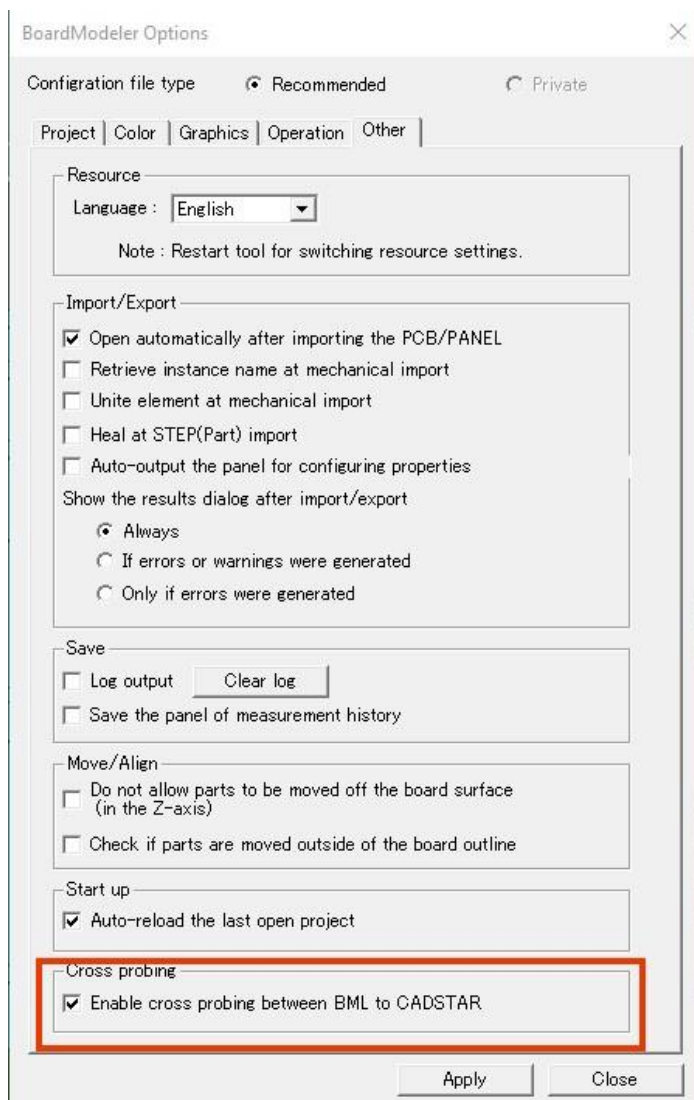 BoardModeler Options
Configration file type Recommended Private
Project Color Graphics Operation Other
Resource
Language : English
Note : Restart tool for switching resource settings.
Import/Export
Open automatically after importing the PCB/PANEL
Retrieve instance name at mechanical import
Unite element at mechanical import
Heal at STEP(Part) import
Auto-output the panel for configuring properties
Show the results dialog after import/export
Always
If errors or warnings were generated
Only if errors were generated
Save
Log output Clear log
Save the panel of measurement history
Move/Align
Do not allow parts to be moved off the board surface
(in the Z-axis)
Check if parts are moved outside of the board outline
Start up
Auto-reload the last open project
Cross probing
Enable cross probing between BML to CADSTAR
Apply Close